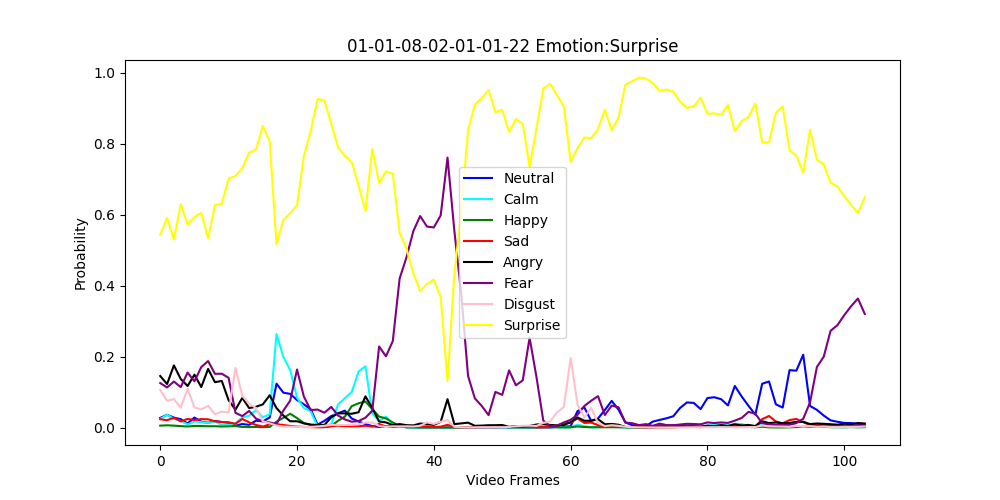 01-01-08-02-01-01-22 Emotion:Surprise
Probability
1.0
0.8
0.6
0.4
0.2
0.0
Neutral
Calm
Happy
Sad
Angry
Fear
Disgust
Surprise
0 20 40 60 80 100
Video Frames